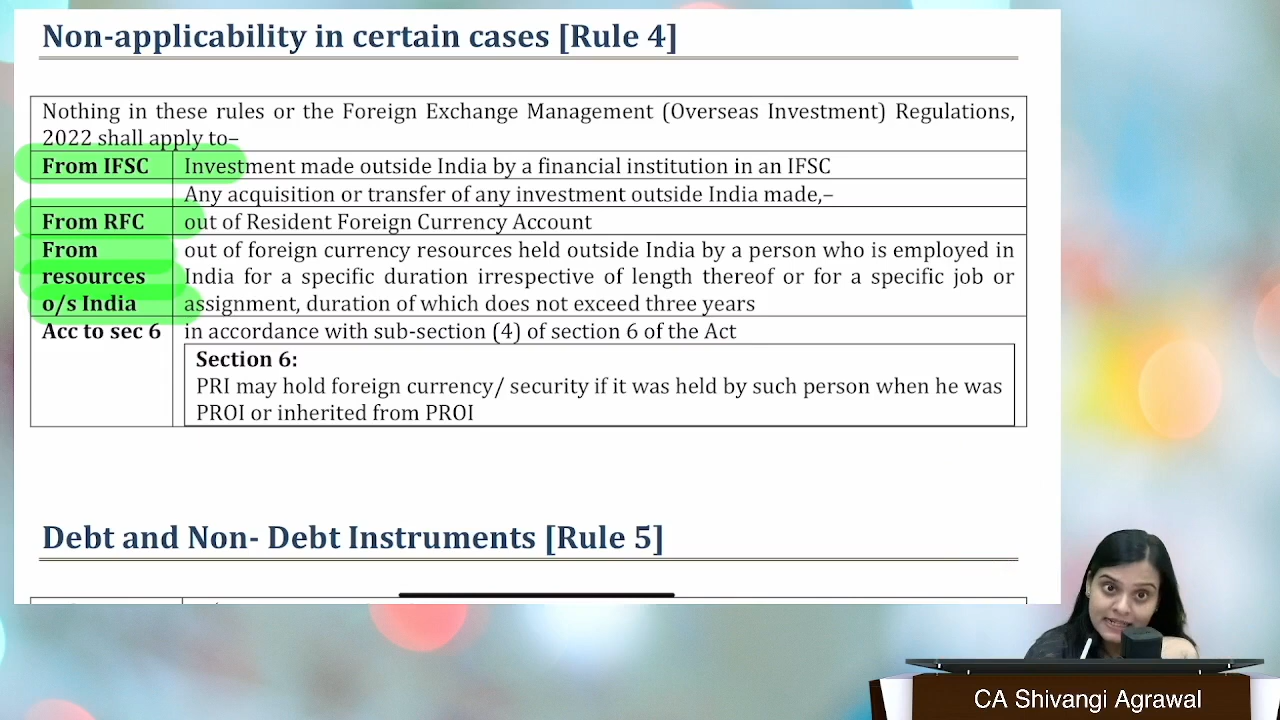 Non-applicability in certain cases [Rule 4]
Nothing in these rules or the Foreign Exchange Management (Overseas Investment) Regulations,
2022 shall apply to–
From IFSC Investment made outside India by a financial institution in an IFSC
Any acquisition or transfer of any investment outside India made,–
From RFC out of Resident Foreign Currency Account
From out of foreign currency resources held outside India by a person who is employed in
resources India for a specific duration irrespective of length thereof or for a specific job or
o/s India assignment, duration of which does not exceed three years
Acc to sec 6 in accordance with sub-section (4) of section 6 of the Act
Section 6:
PRI may hold foreign currency/ security if it was held by such person when he was
PROI or inherited from PROI
Debt and Non- Debt Instruments [Rule 5]
CA Shivangi Agrawal